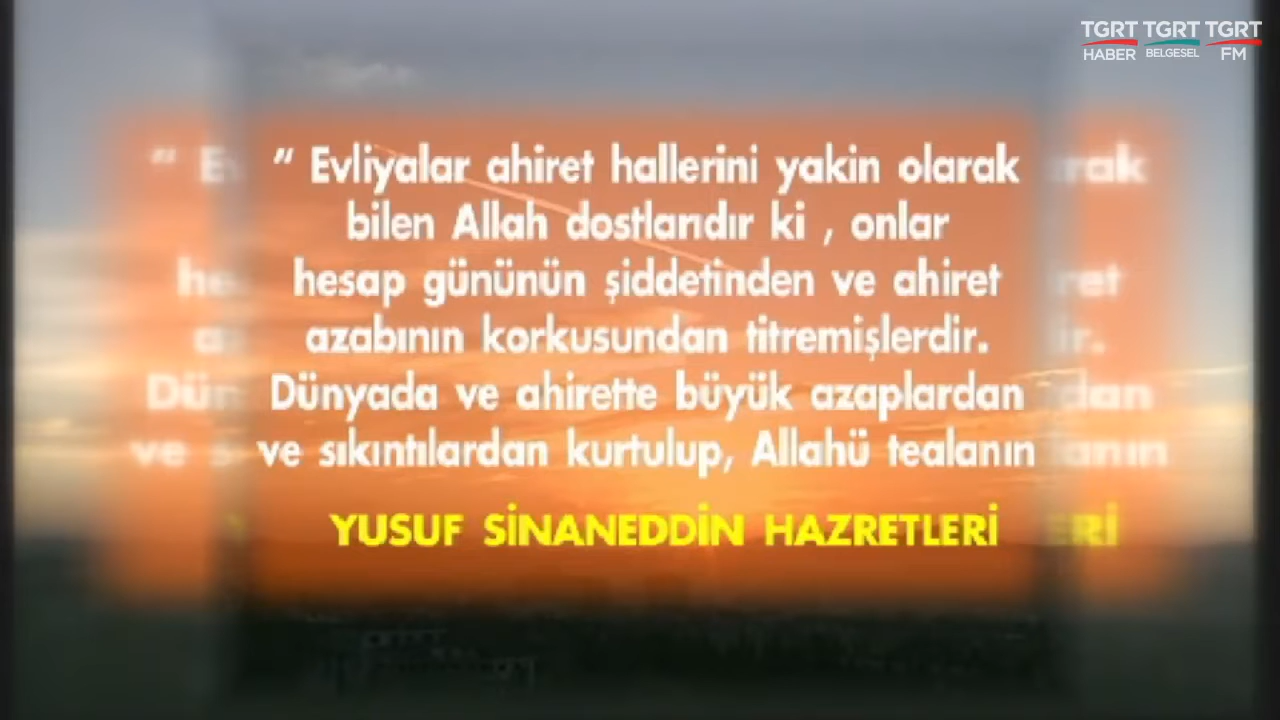 TGRT TGRT TGRT
HABER BELGESEL FM
“ Evliyalar ahiret hallerini yakin olarak
bilen Allah dostlarıdır ki , onlar
hesap gününün şiddetinden ve ahiret
azabının korkusundan titremişlerdir.
Dünyada ve ahirette büyük azaplardan
ve sıkıntılardan kurtulup, Allahü tealanın
YUSUF SİNANEDDİN HAZRETLERİ